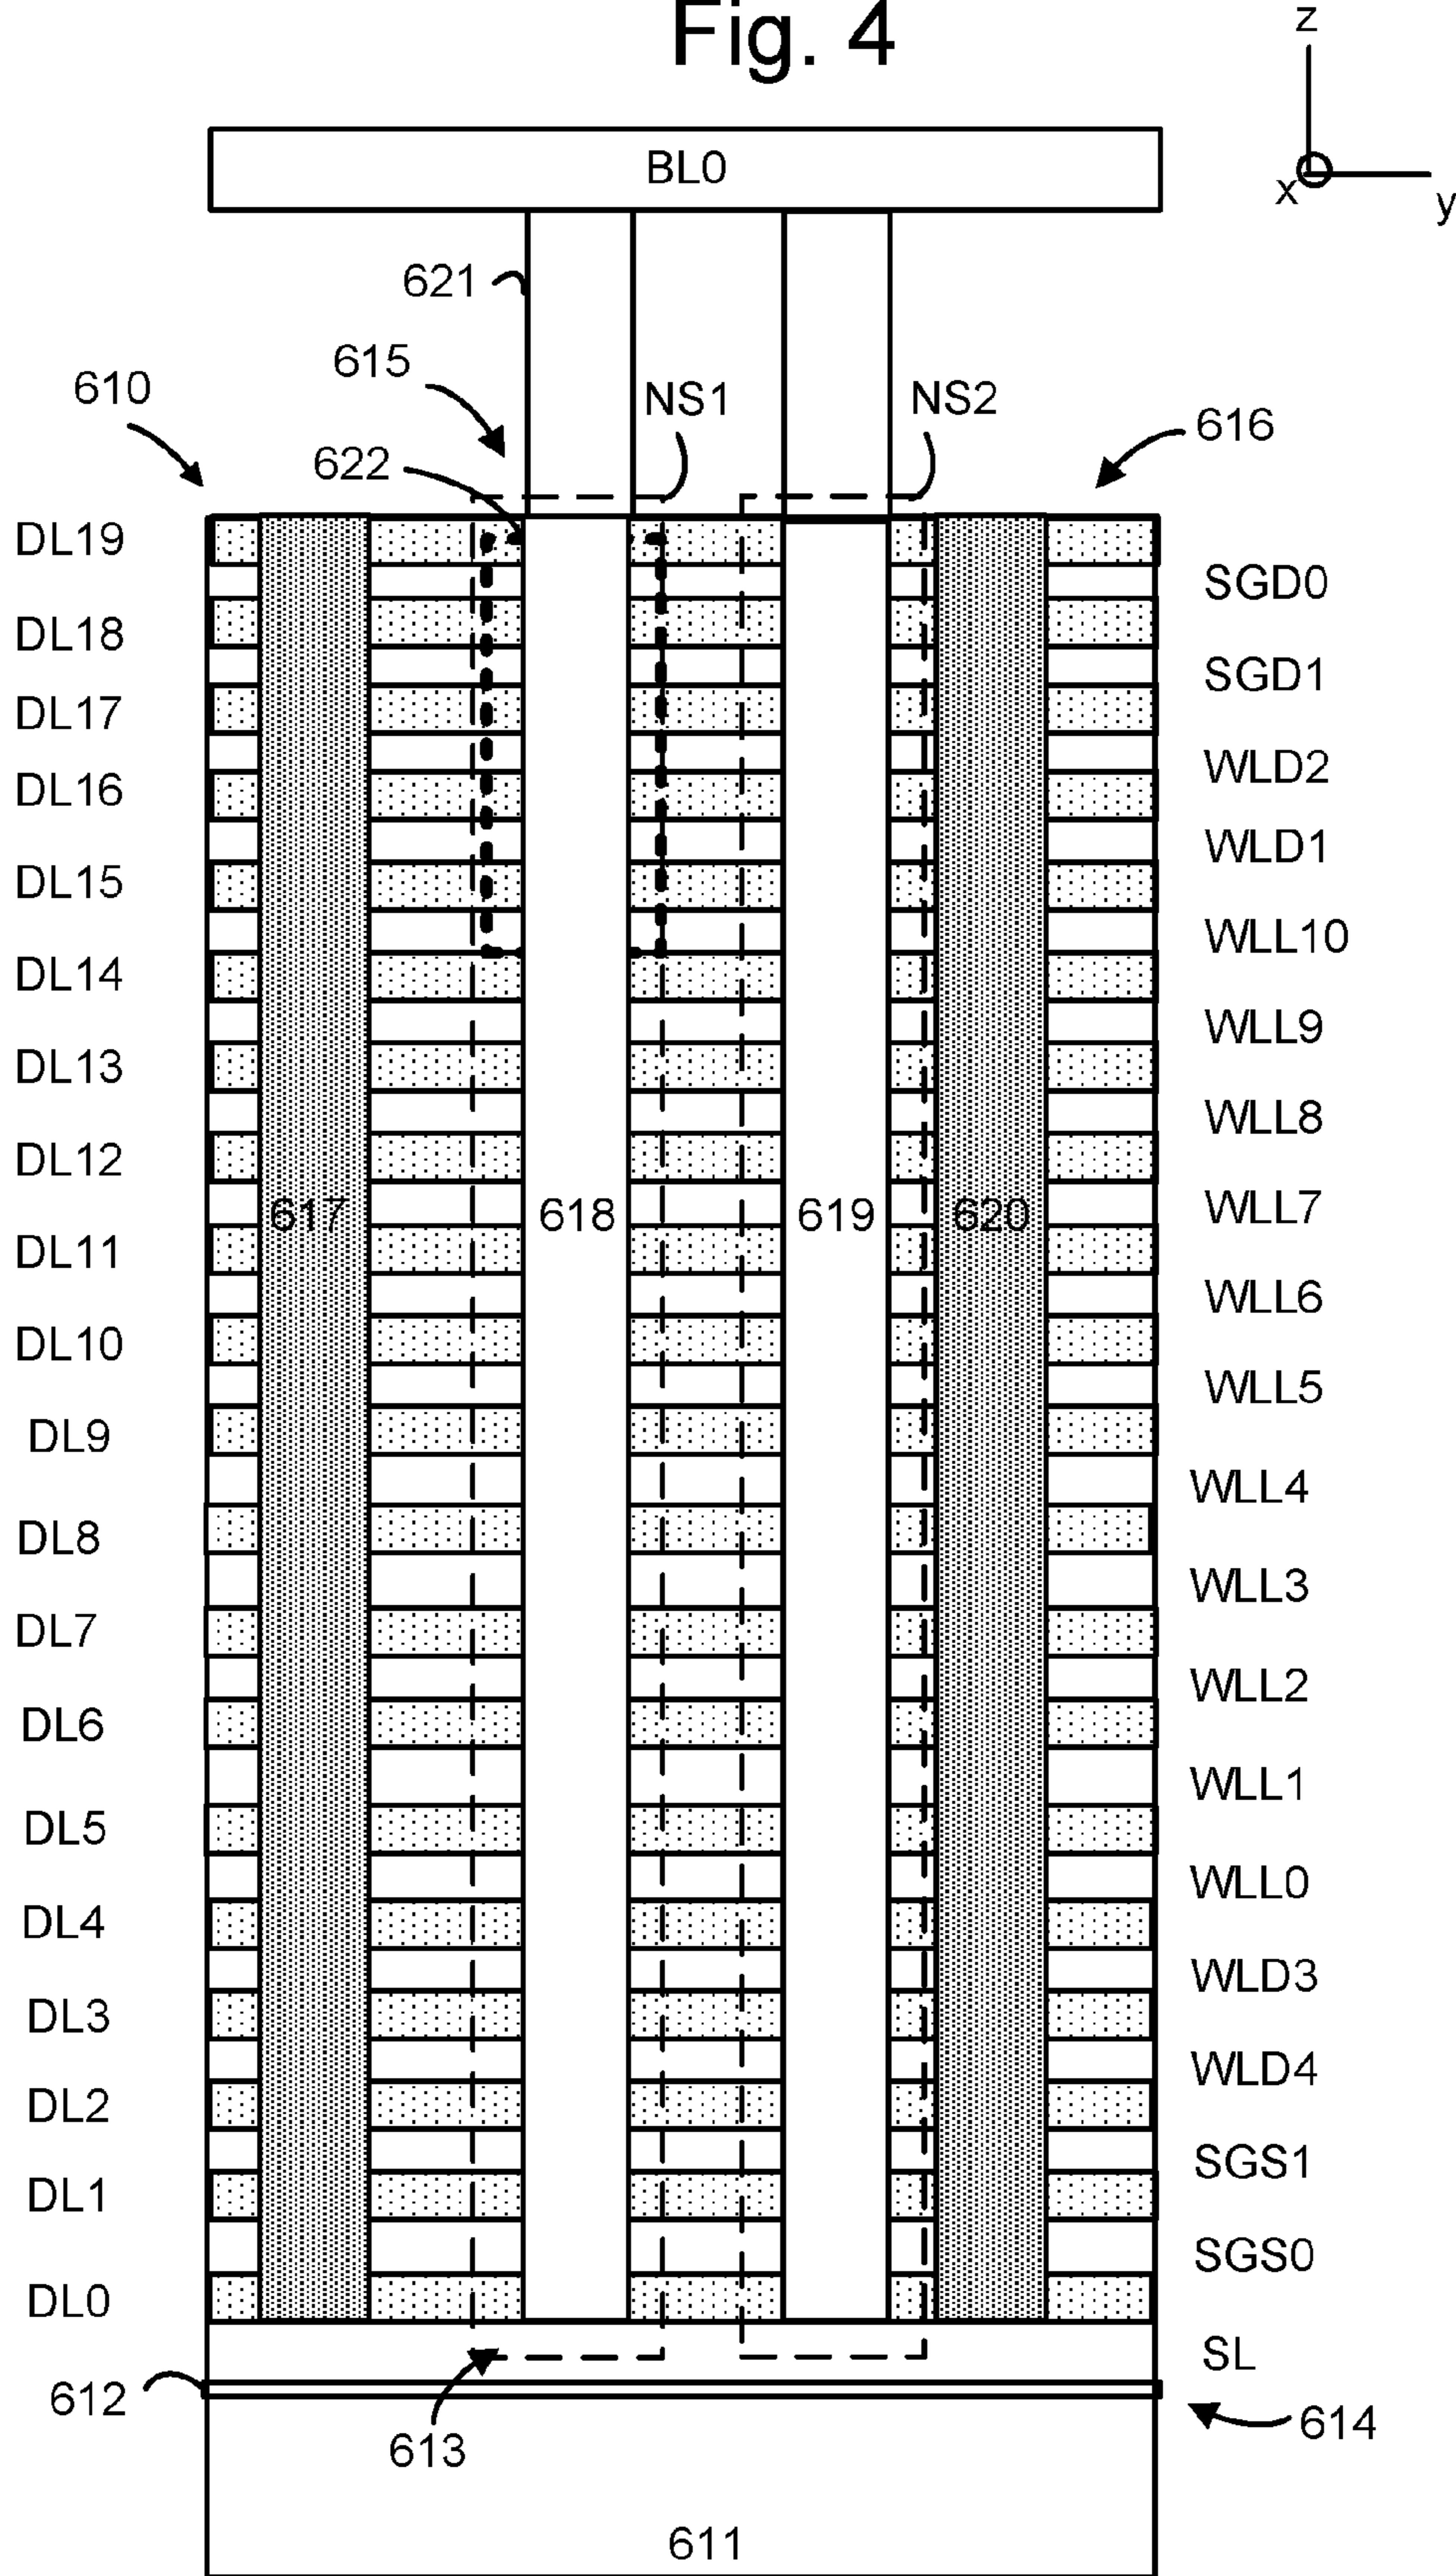 Fig. 4
z
x
y
BL0
621
615
610
NS1
NS2
616
622
DL19
SGD0
DL18
SGD1
DL17
WLD2
DL16
WLD1
DL15
WLL10
DL14
WLL9
DL13
WLL8
DL12
WLL7
617
618
619
620
DL11
WLL6
DL10
WLL5
DL9
WLL4
DL8
WLL3
DL7
WLL2
DL6
WLL1
DL5
WLL0
DL4
WLD3
DL3
WLD4
DL2
SGS1
DL1
SGS0
DL0
SL
612
614
613
611